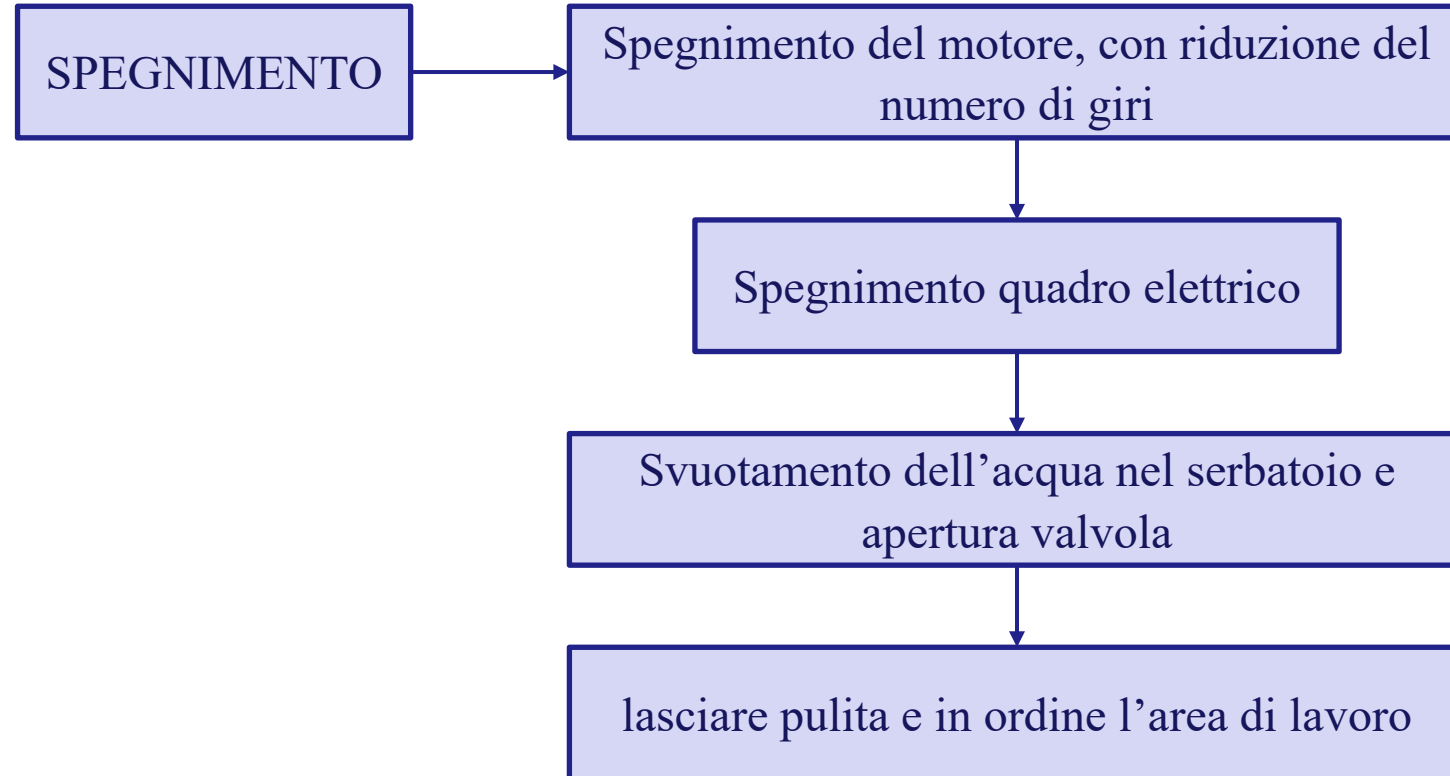 SPEGNIMENTO
Spegnimento del motore, con riduzione del
numero di giri
Spegnimento quadro elettrico
Svuotamento dell’acqua nel serbatoio e
apertura valvola
lasciare pulita e in ordine l’area di lavoro